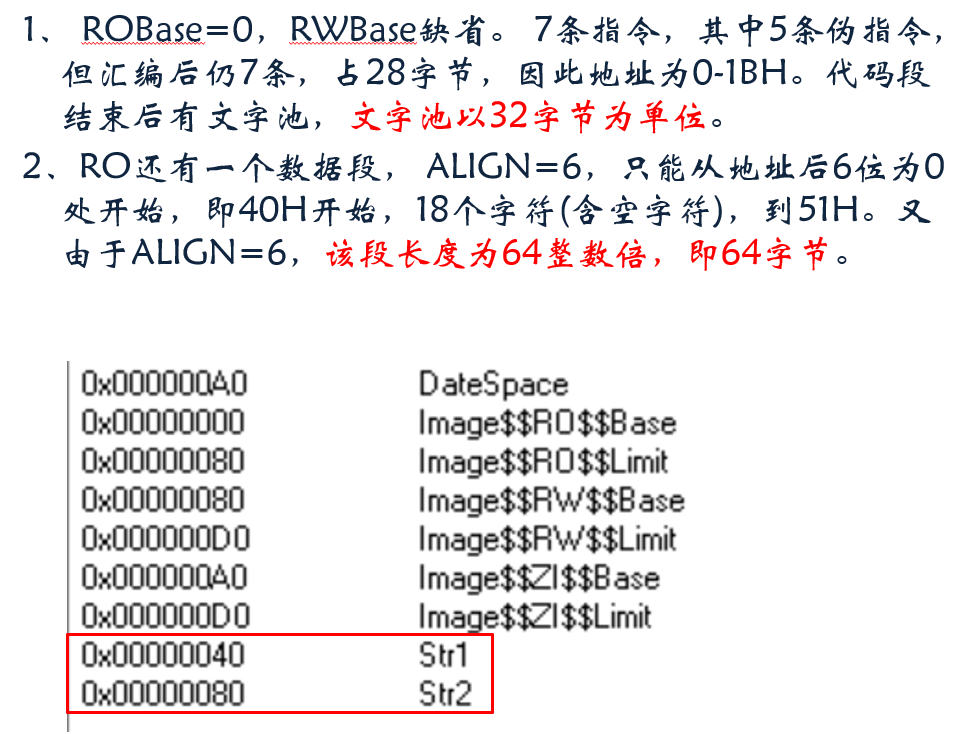 1、 ROBase=0，RWBase缺省。 7条指令，其中5条伪指令，
但汇编后仍7条，占28字节，因此地址为0-1BH。代码段
结束后有文字池，文字池以32字节为单位。
2、RO还有一个数据段， ALIGN=6，只能从地址后6位为0
处开始，即40H开始，18个字符(含空字符)，到51H。又
由于ALIGN=6，该段长度为64整数倍，即64字节。
0x000000A0 DateSpace
0x00000000 Image$$RO$$Base
0x00000080 Image$$RO$$Limit
0x00000080 Image$$RW$$Base
0x000000D0 Image$$RW$$Limit
0x000000A0 Image$$ZI$$Base
0x000000D0 Image$$ZI$$Limit
0x00000040 Str1
0x00000080 Str2